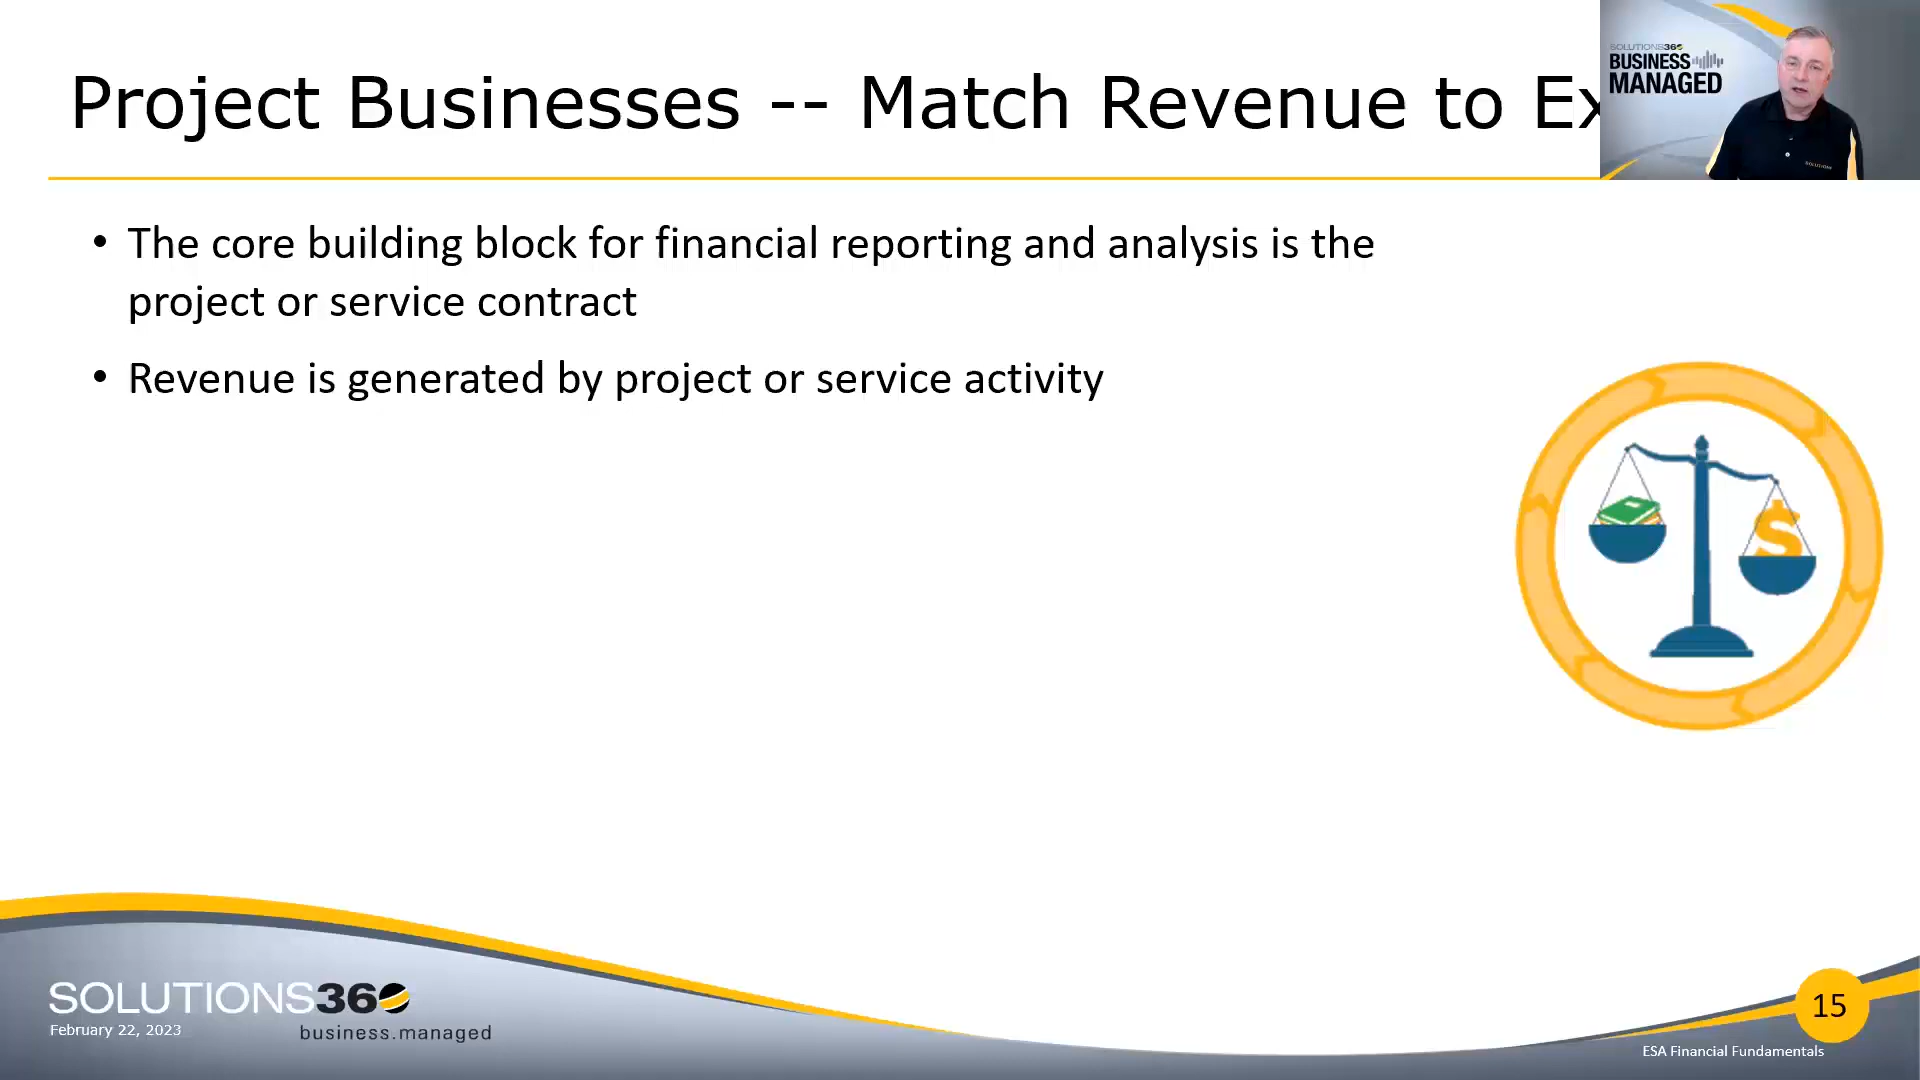 Project Businesses -- Match Revenue to Ex
SOLUTIONS360
BUSINESS
MANAGED
SOLUTIONS
• The core building block for financial reporting and analysis is the
project or service contract
• Revenue is generated by project or service activity
$
SOLUTIONS360
February 22, 2023
business.managed
15
ESA Financial Fundamentals